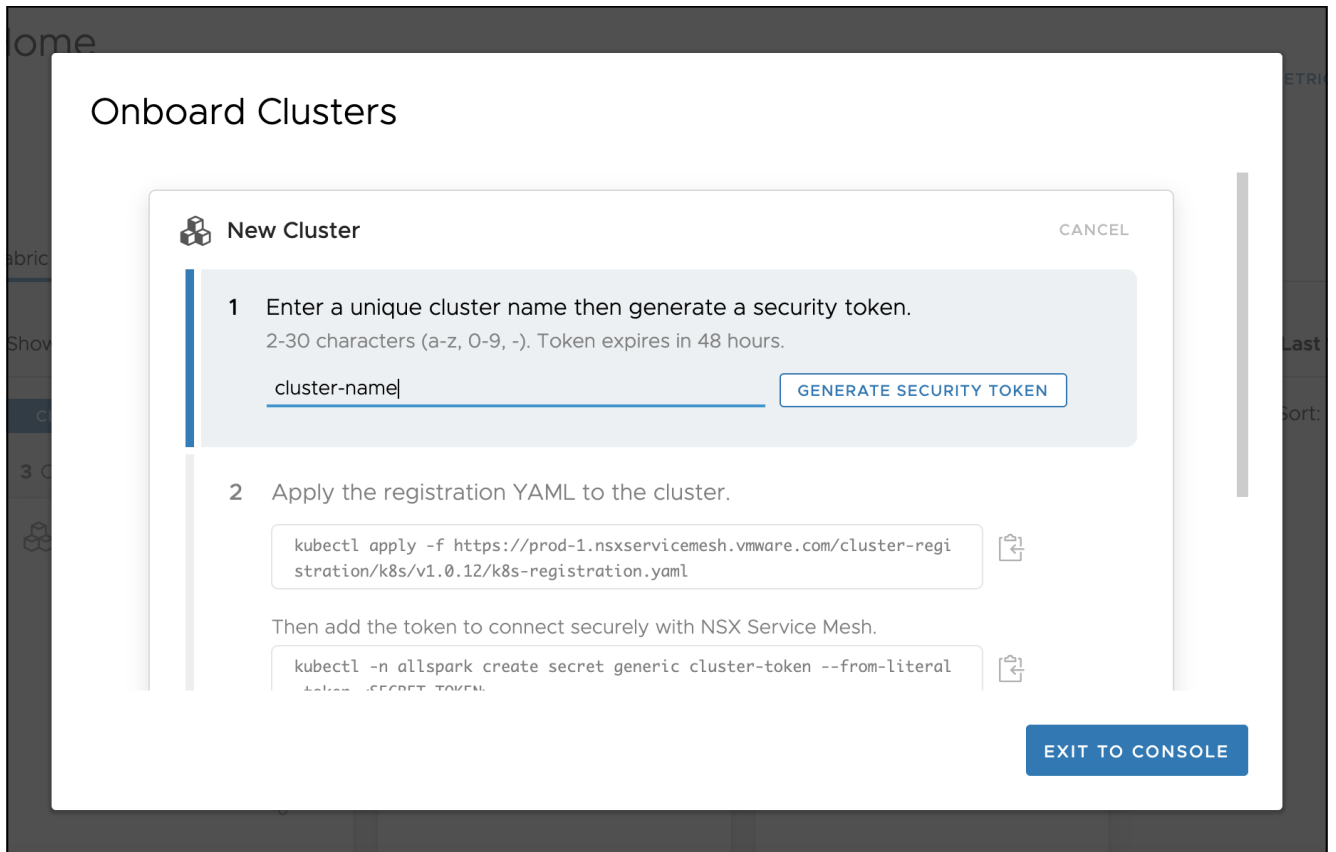 Onboard Clusters
New Cluster
CANCEL
1 Enter a unique cluster name then generate a security token.
2-30 characters (a-z, 0-9, -). Token expires in 48 hours.
cluster-name
GENERATE SECURITY TOKEN
2 Apply the registration YAML to the cluster.
kubectl apply -f https://prod-1.nsxservicemesh.vmware.com/cluster-regi
stration/k8s/v1.0.12/k8s-registration.yaml
Then add the token to connect securely with NSX Service Mesh.
kubectl -n allspark create secret generic cluster-token --from-literal
EXIT TO CONSOLE
Last
Sort:
3